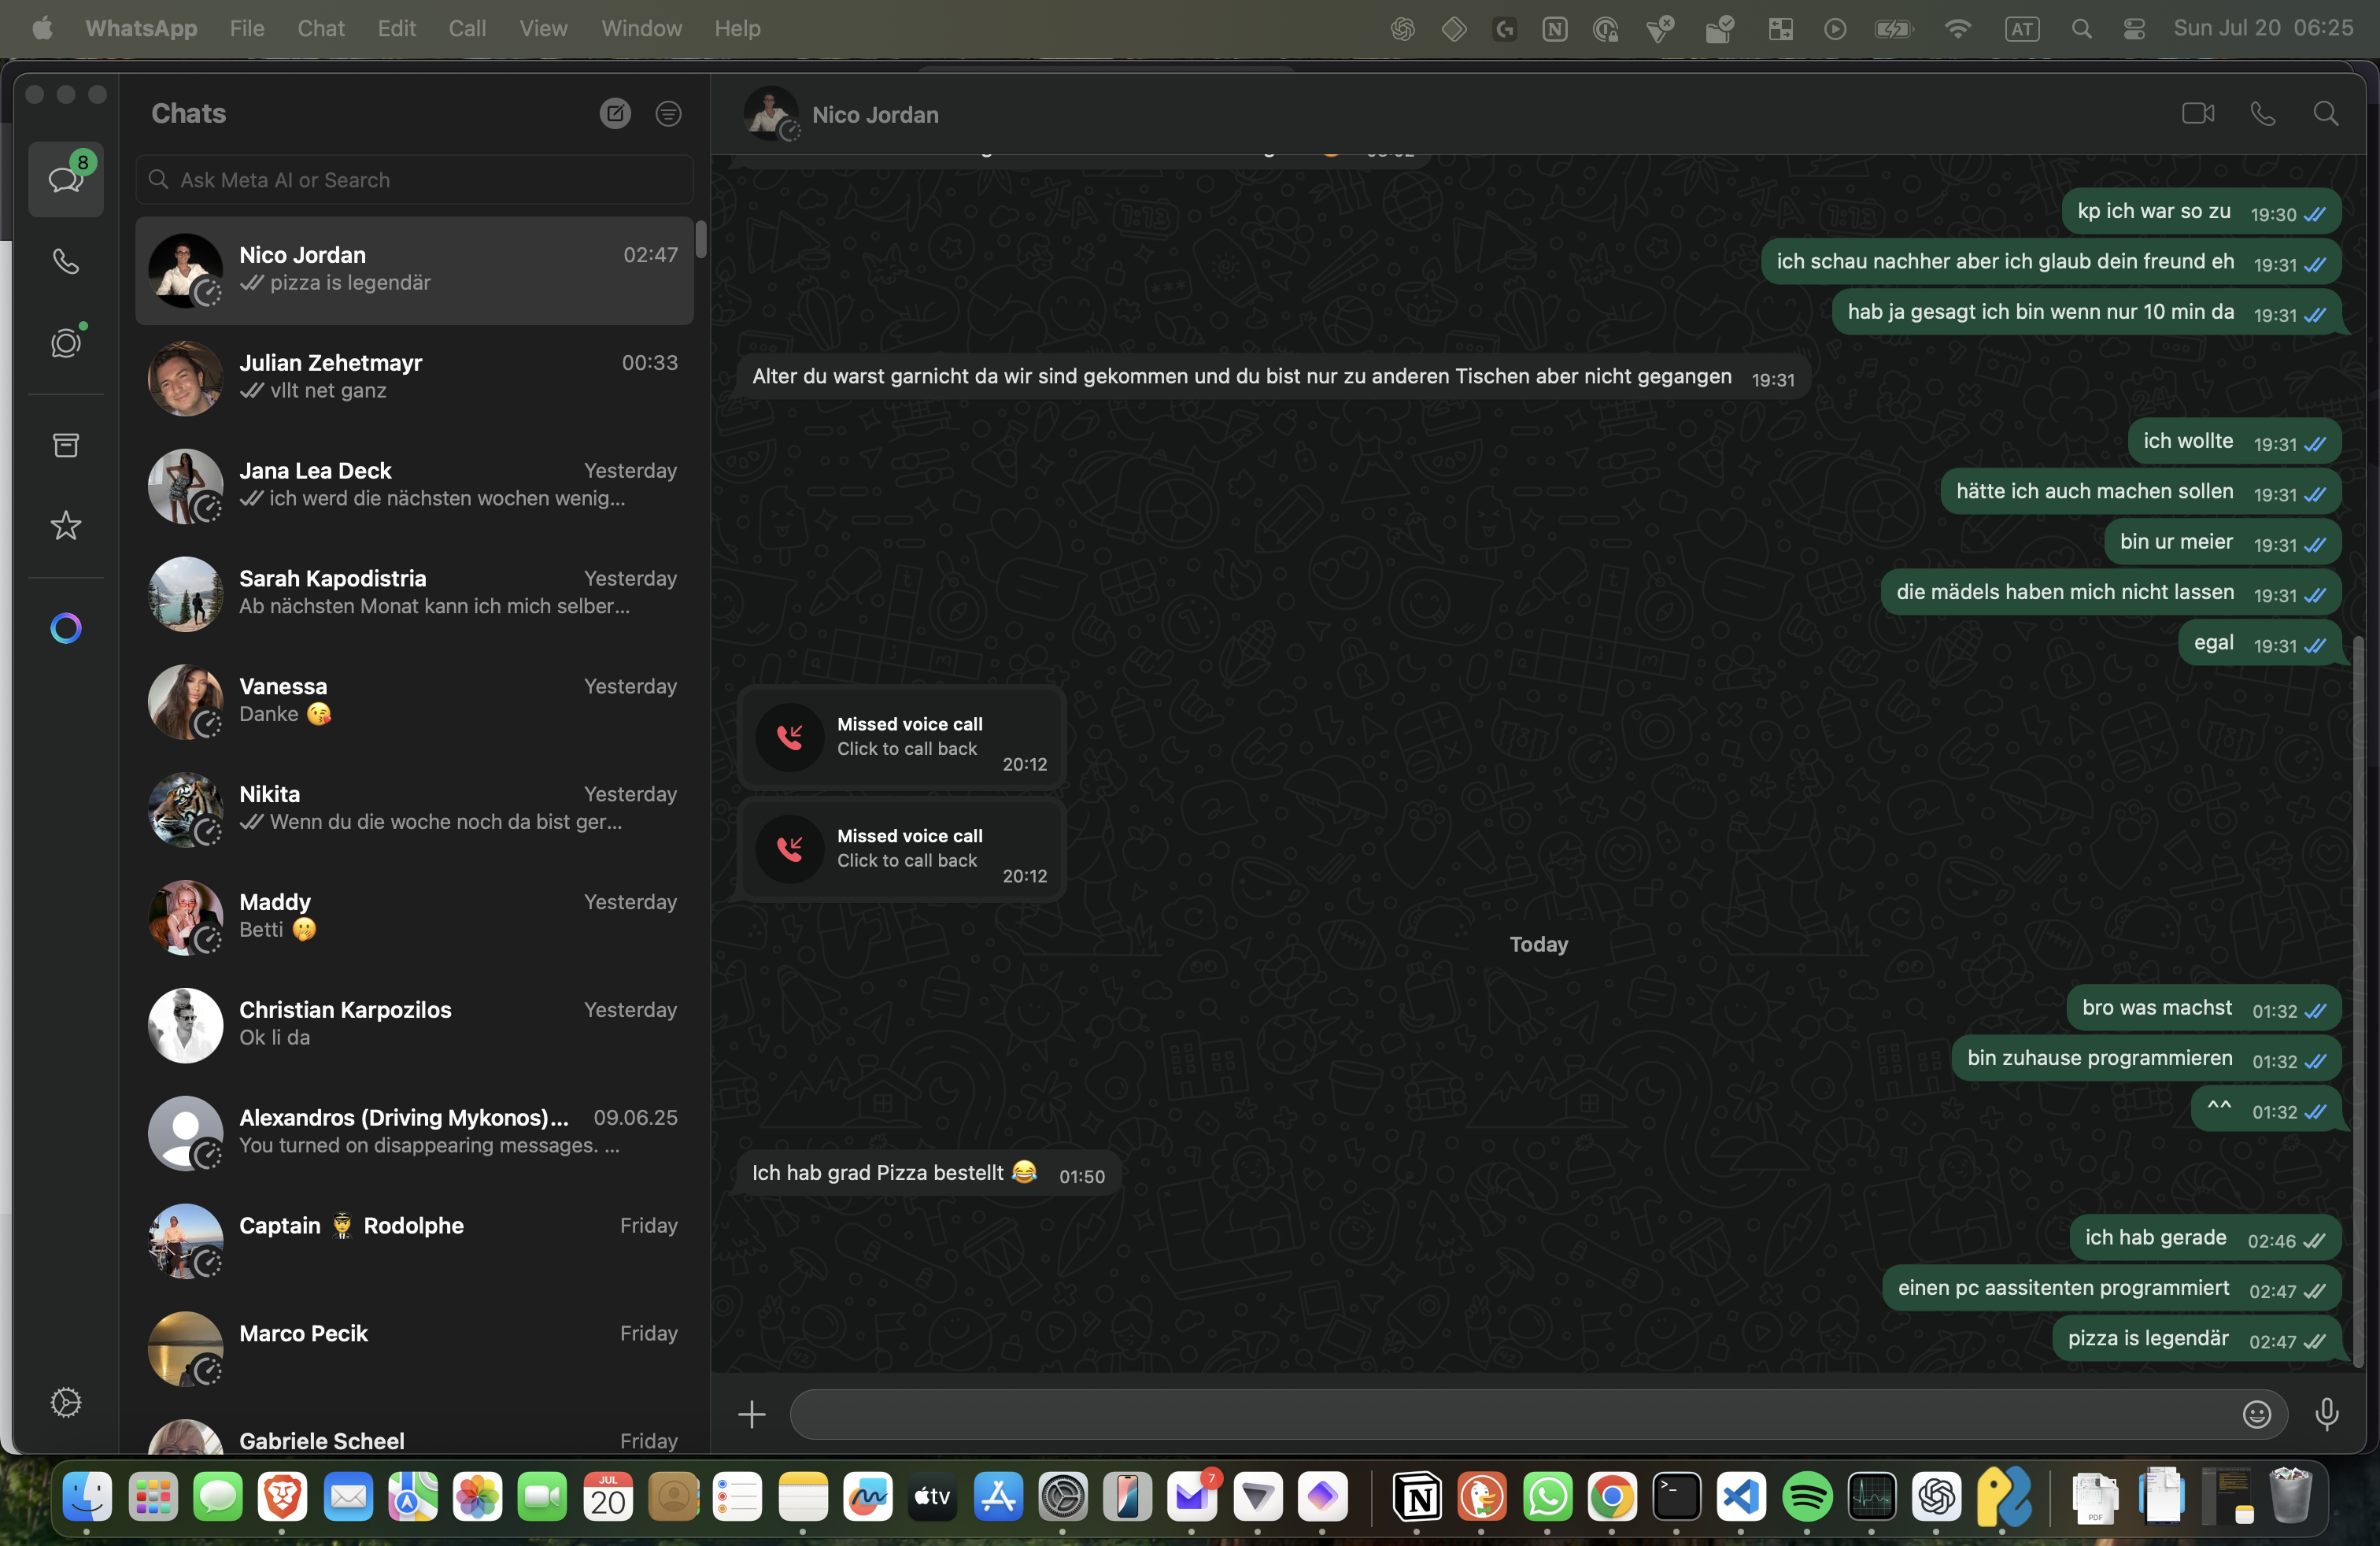 WhatsApp File Chat Edit Call View Window Help AT Sun Jul 20 06:25
Chats
8
Ask Meta AI or Search
Nico Jordan 02:47
pizza is legendär
Julian Zehetmayr 00:33
vllt net ganz
Jana Lea Deck Yesterday
ich werd die nächsten wochen wenig...
Sarah Kapodistria Yesterday
Ab nächsten Monat kann ich mich selber...
Vanessa Yesterday
Danke 😘
Nikita Yesterday
Wenn du die woche noch da bist ger...
Maddy Yesterday
Betti 🤭
Christian Karpozilos Yesterday
Ok li da
Alexandros (Driving Mykonos)... 09.06.25
You turned on disappearing messages. ...
Captain 👨‍✈️ Rodolphe Friday
Marco Pecik Friday
Gabriele Scheel Friday
Nico Jordan
kp ich war so zu 19:30
ich schau nachher aber ich glaub dein freund eh 19:31
hab ja gesagt ich bin wenn nur 10 min da 19:31
Alter du warst garnicht da wir sind gekommen und du bist nur zu anderen Tischen aber nicht gegangen 19:31
ich wollte 19:31
hätte ich auch machen sollen 19:31
bin ur meier 19:31
die mädels haben mich nicht lassen 19:31
egal 19:31
Missed voice call
Click to call back
20:12
Missed voice call
Click to call back
20:12
Today
bro was machst 01:32
bin zuhause programmieren 01:32
^^ 01:32
Ich hab grad Pizza bestellt 😂 01:50
ich hab gerade 02:46
einen pc aassitenten programmiert 02:47
pizza is legendär 02:47
JUL
20
tv
7
PDF